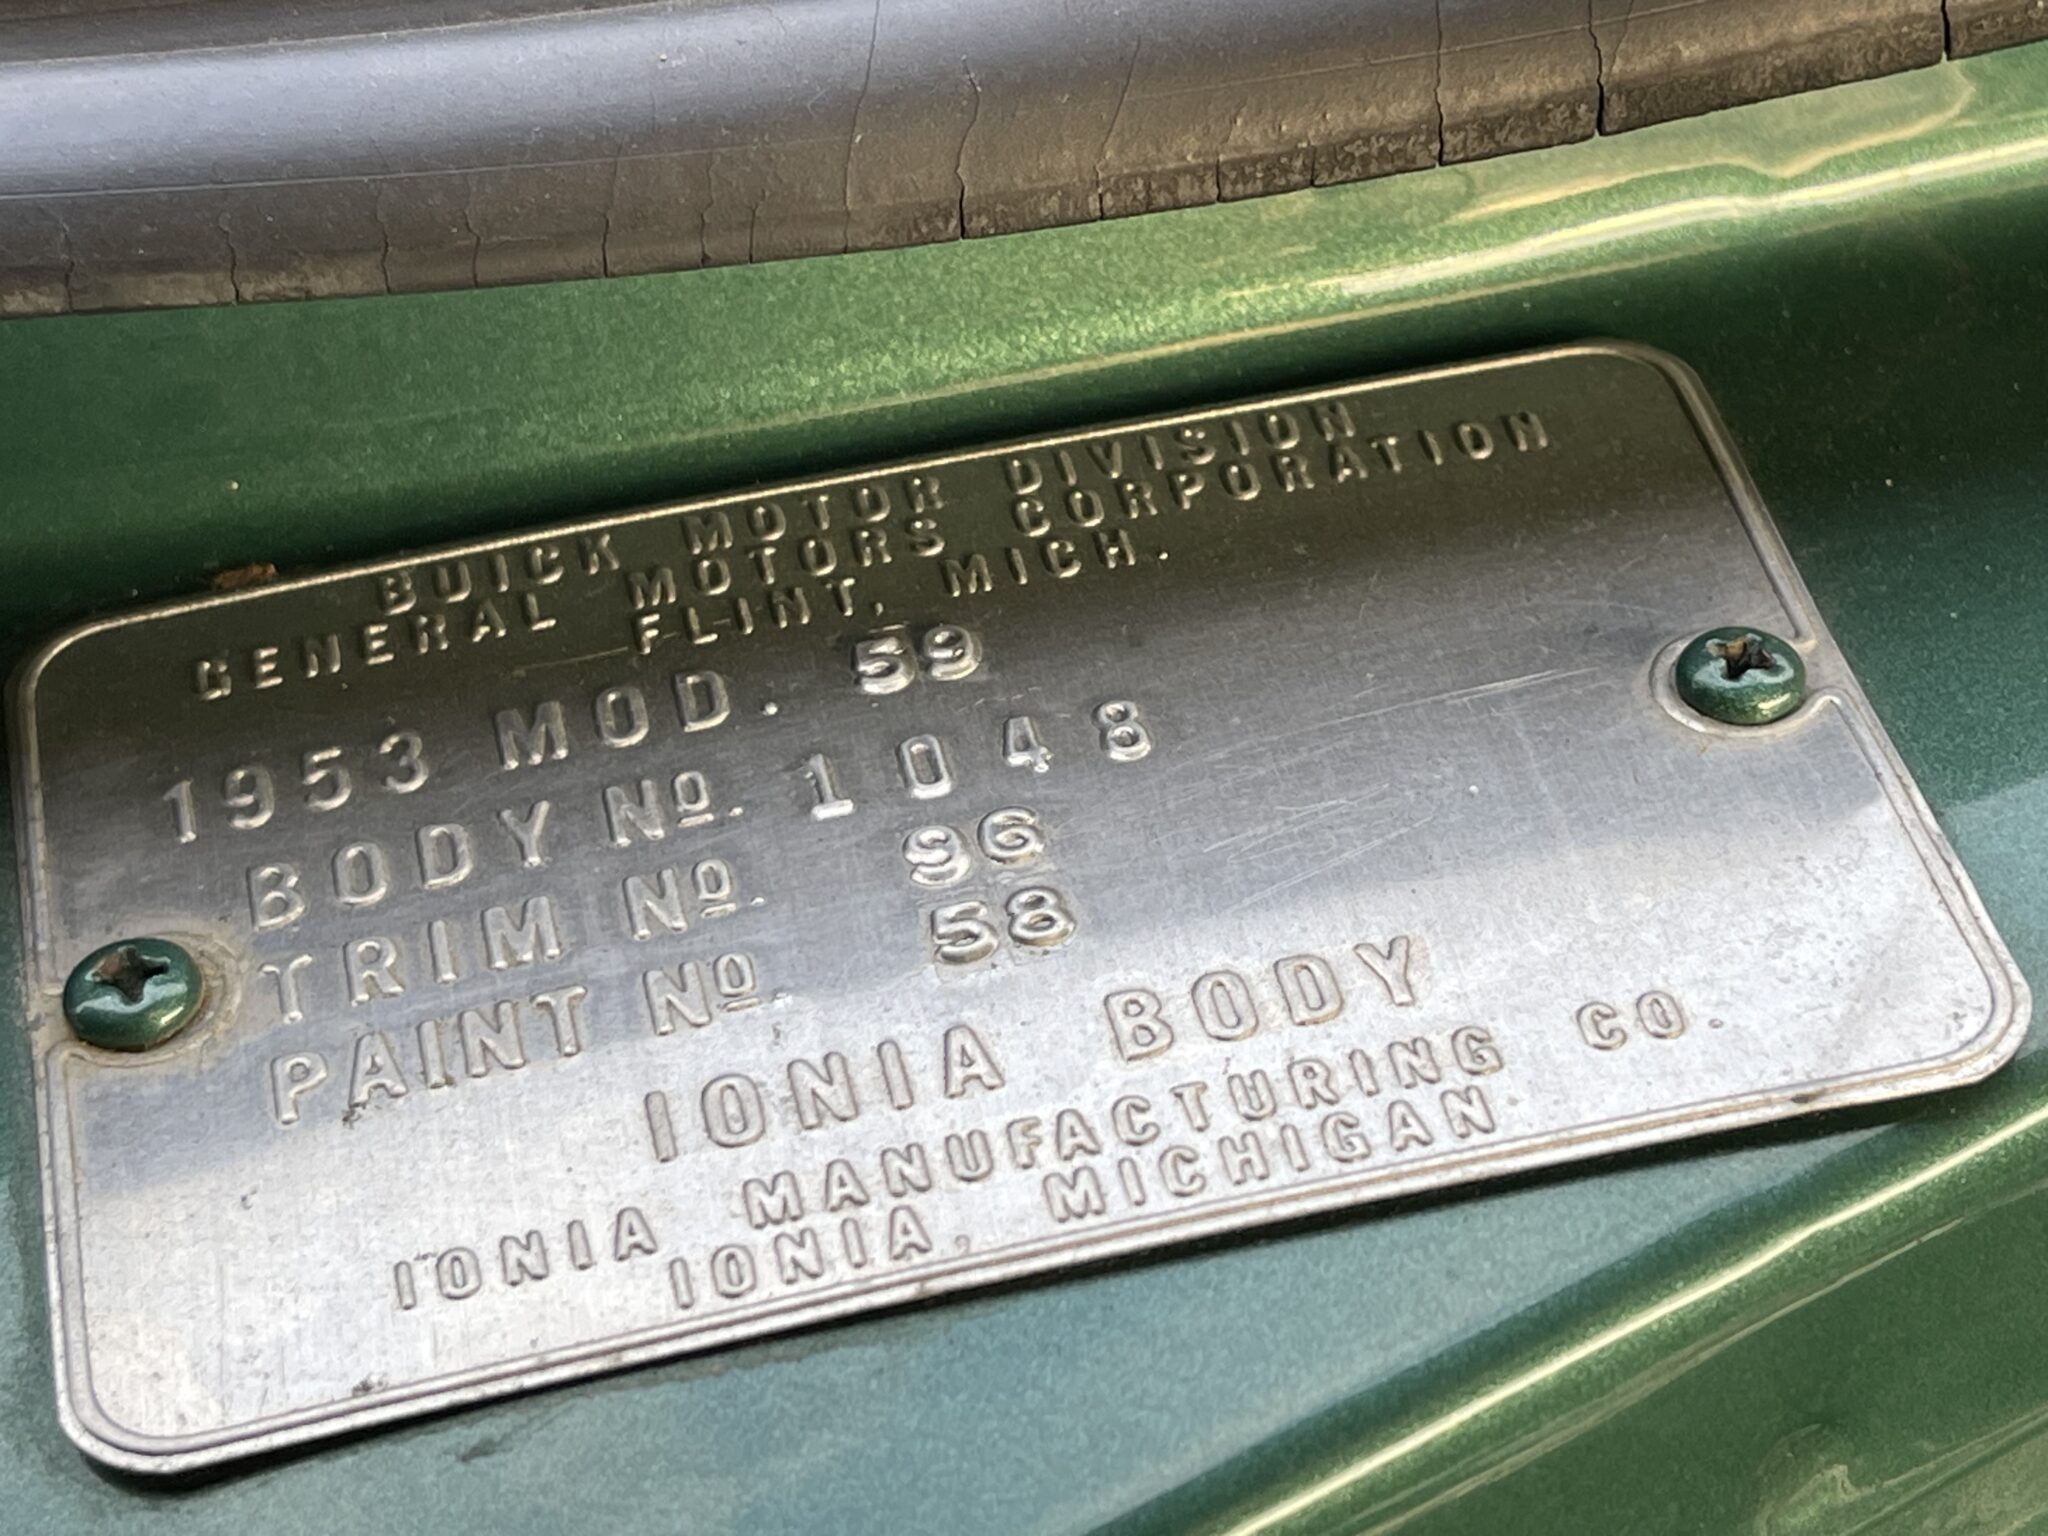 BUICK MOTOR DIVISION
GENERAL MOTORS CORPORATION
FLINT, MICH.
1953 MOD. 59
BODY Nº. 1048
TRIM Nº. 96
PAINT Nº. 58
IONIA BODY
IONIA MANUFACTURING CO.
IONIA, MICHIGAN